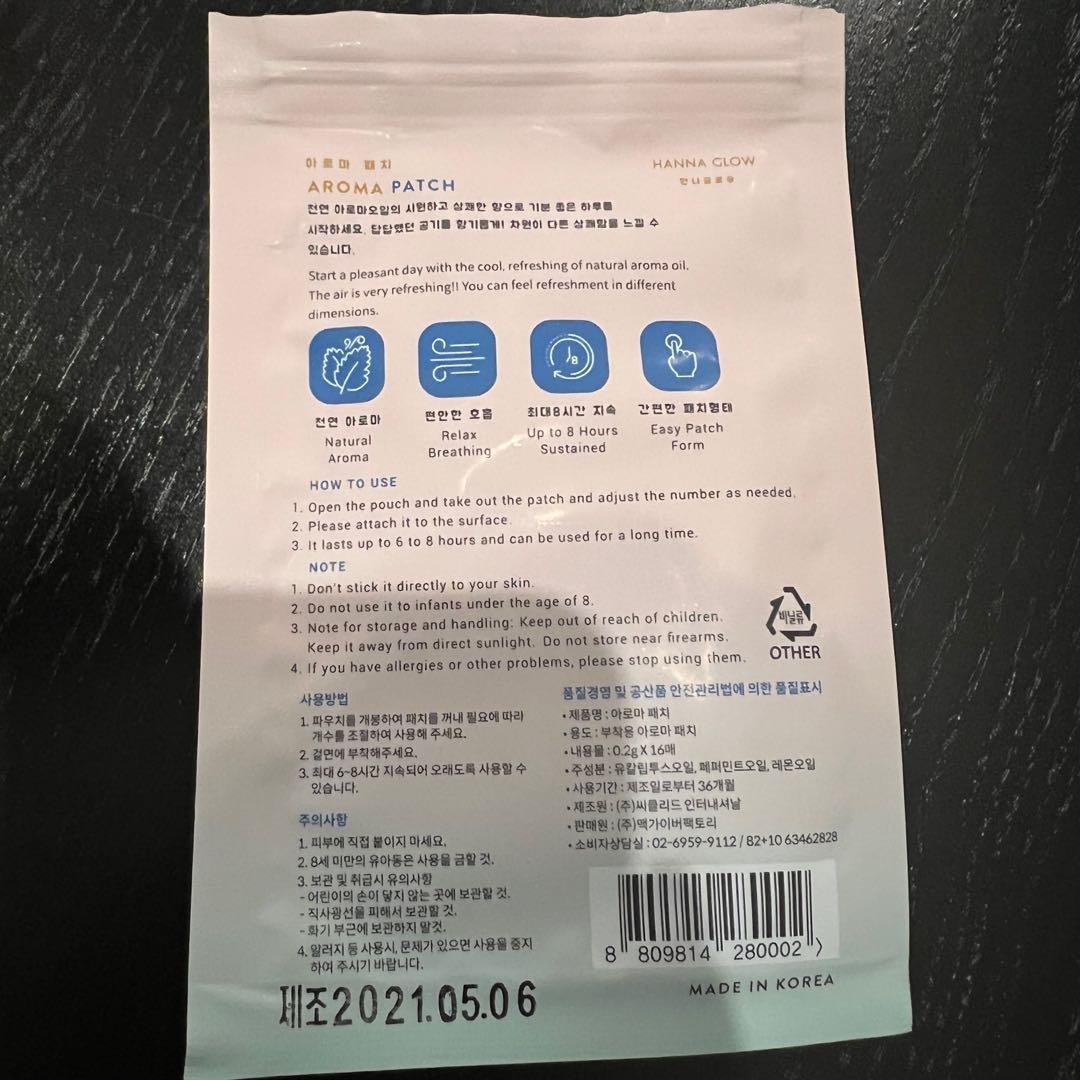 아로마 패치
AROMA PATCH
HANNA GLOW
한나글로우
천연 아로마오일의 시원하고 상쾌한 향으로 기분 좋은 하루를
시작하세요. 답답했던 공기를 향기롭게! 차원이 다른 상쾌함을 느낄 수
있습니다.
Start a pleasant day with the cool, refreshing of natural aroma oil.
The air is very refreshing!! You can feel refreshment in different
dimensions.
8
천연 아로마
Natural
Aroma
편안한 호흡
Relax
Breathing
최대8시간 지속
Up to 8 Hours
Sustained
간편한 패치형태
Easy Patch
Form
HOW TO USE
1. Open the pouch and take out the patch and adjust the number as needed.
2. Please attach it to the surface.
3. It lasts up to 6 to 8 hours and can be used for a long time.
NOTE
1. Don't stick it directly to your skin.
2. Do not use it to infants under the age of 8.
3. Note for storage and handling: Keep out of reach of children.
Keep it away from direct sunlight. Do not store near firearms.
4. If you have allergies or other problems, please stop using them.
비닐류
OTHER
사용방법
1. 파우치를 개봉하여 패치를 꺼내 필요에 따라
개수를 조절하여 사용해 주세요.
2. 겉면에 부착해주세요.
3. 최대 6~8시간 지속되어 오래도록 사용할 수
있습니다.
주의사항
1. 피부에 직접 붙이지 마세요.
2. 8세 미만의 유아동은 사용을 금할 것.
3. 보관 및 취급시 유의사항
- 어린이의 손이 닿지 않는 곳에 보관할 것.
- 직사광선을 피해서 보관할 것.
- 화기 부근에 보관하지 말것.
4. 알러지 등 사용시, 문제가 있으면 사용을 중지
하여 주시기 바랍니다.
품질경영 및 공산품 안전관리법에 의한 품질표시
• 제품명 : 아로마 패치
• 용도 : 부착용 아로마 패치
• 내용물 : 0.2g X 16매
• 주성분 : 유칼립투스오일, 페퍼민트오일, 레몬오일
• 사용기간 : 제조일로부터 36개월
• 제조원 : (주)씨클리드 인터내셔날
• 판매원 : (주)맥가이버팩토리
• 소비자상담실 : 02-6959-9112 / 82+10 63462828
8 809814 280002 >
MADE IN KOREA
제조2021.05.06